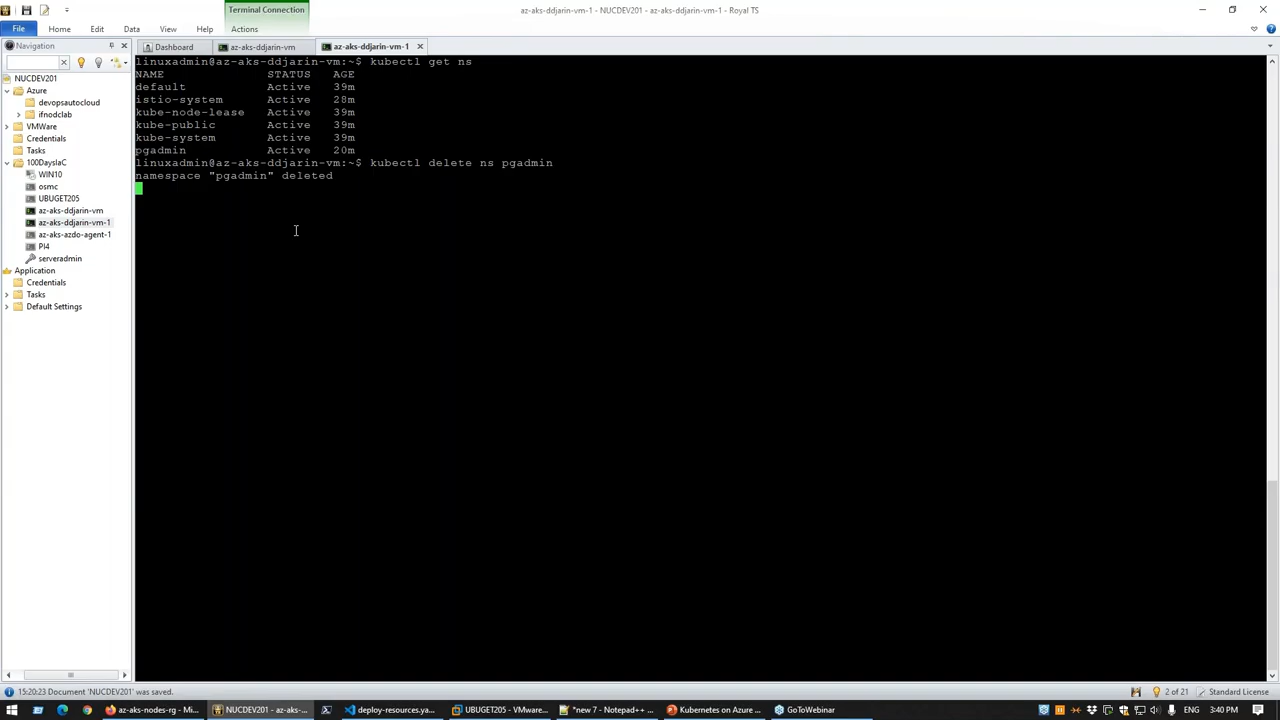 Terminal Connection
az-aks-ddjarin-vm-1 - NUCDEV201 - az-aks-ddjarin-vm-1 - Royal TS
File Home Edit Data View Help Actions
Navigation
Dashboard az-aks-ddjarin-vm az-aks-ddjarin-vm-1
NUCDEV201
Azure
devopsautocloud
ifnodclab
VMWare
Credentials
Tasks
100DaysIaC
WIN10
osmc
UBUGET205
az-aks-ddjarin-vm
az-aks-ddjarin-vm-1
az-aks-azdo-agent-1
PI4
serveradmin
Application
Credentials
Tasks
Default Settings
linuxadmin@az-aks-ddjarin-vm:~$ kubectl get ns
NAME STATUS AGE
default Active 39m
istio-system Active 28m
kube-node-lease Active 39m
kube-public Active 39m
kube-system Active 39m
pgadmin Active 20m
linuxadmin@az-aks-ddjarin-vm:~$ kubectl delete ns pgadmin
namespace "pgadmin" deleted
15:20:23 Document 'NUCDEV201' was saved. 2 of 21 Standard License
az-aks-nodes-rg - Mi... NUCDEV201 - az-aks-... deploy-resources.ya... UBUGET205 - VMware... *new 7 - Notepad++ ... Kubernetes on Azure ... GoToWebinar ENG 3:40 PM